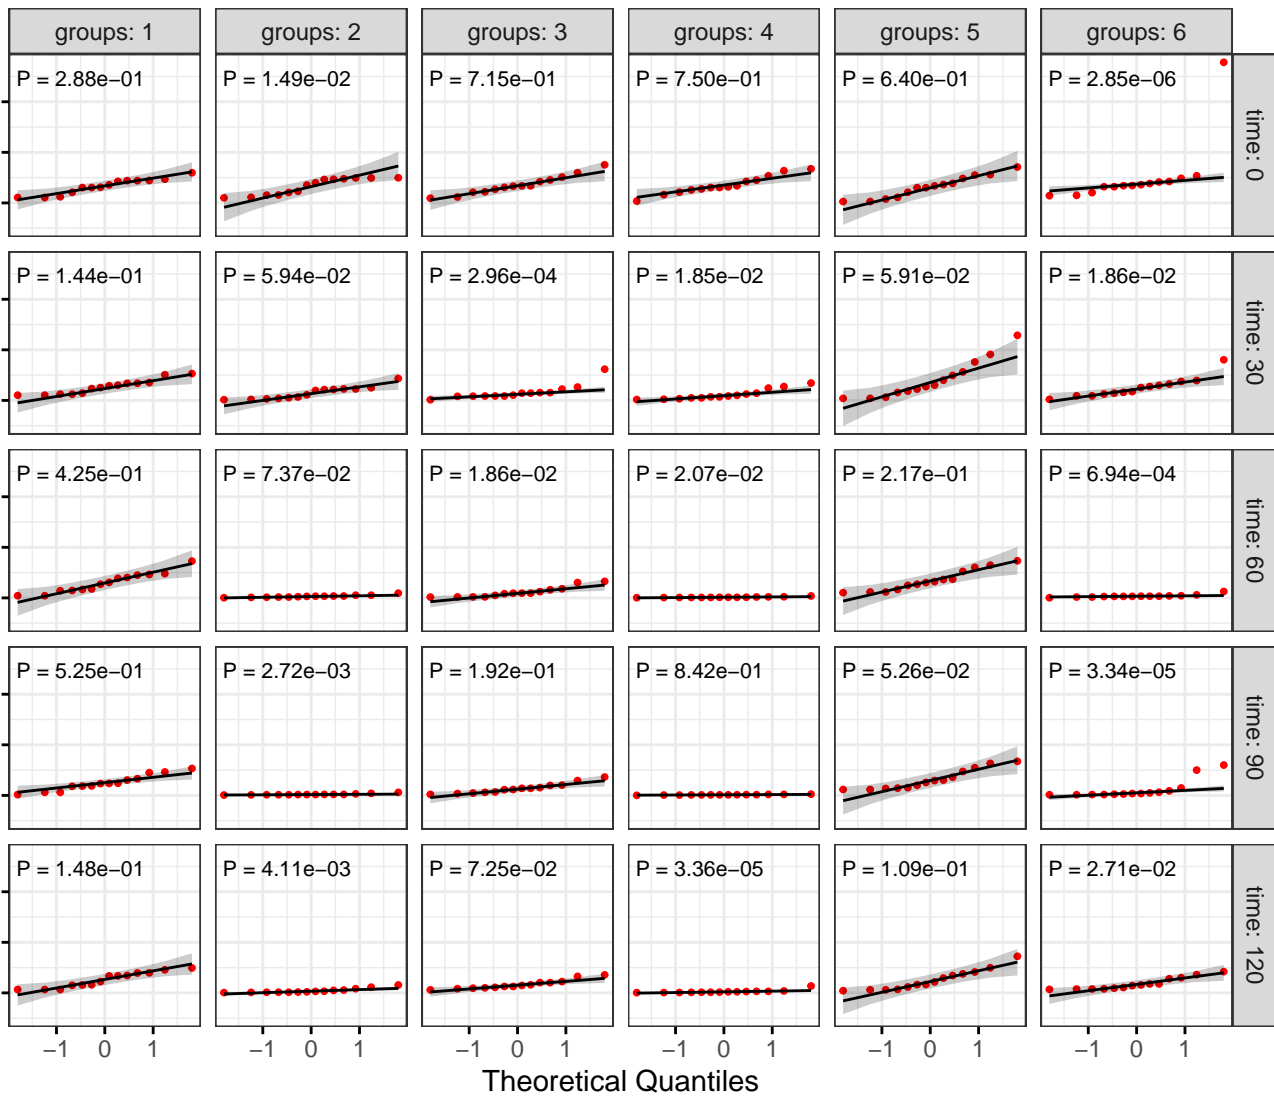 groups: 1 groups: 2 groups: 3 groups: 4 groups: 5 groups: 6
P = 2.88e−01 P = 1.49e−02 P = 7.15e−01 P = 7.50e−01 P = 6.40e−01 P = 2.85e−06 time: 0
P = 1.44e−01 P = 5.94e−02 P = 2.96e−04 P = 1.85e−02 P = 5.91e−02 P = 1.86e−02 time: 30
P = 4.25e−01 P = 7.37e−02 P = 1.86e−02 P = 2.07e−02 P = 2.17e−01 P = 6.94e−04 time: 60
P = 5.25e−01 P = 2.72e−03 P = 1.92e−01 P = 8.42e−01 P = 5.26e−02 P = 3.34e−05 time: 90
P = 1.48e−01 P = 4.11e−03 P = 7.25e−02 P = 3.36e−05 P = 1.09e−01 P = 2.71e−02 time: 120
−1 0 1 −1 0 1 −1 0 1 −1 0 1 −1 0 1 −1 0 1
Theoretical Quantiles